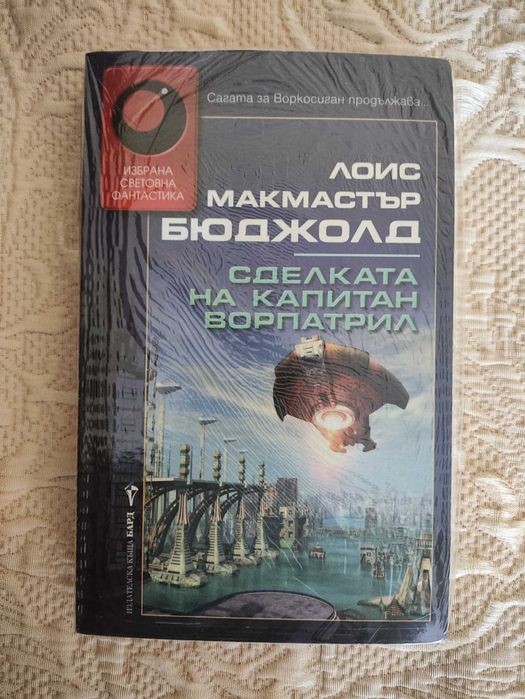 Сагата за Воркосиган продължава...
ИЗБРАНА
СВЕТОВНА
ФАНТАСТИКА
ЛОИС
МАКМАСТЪР
БЮДЖОЛД
СДЕЛКАТА
НА КАПИТАН
ВОРПАТРИЛ
ИЗДАТЕЛСКА КЪЩА БАРД